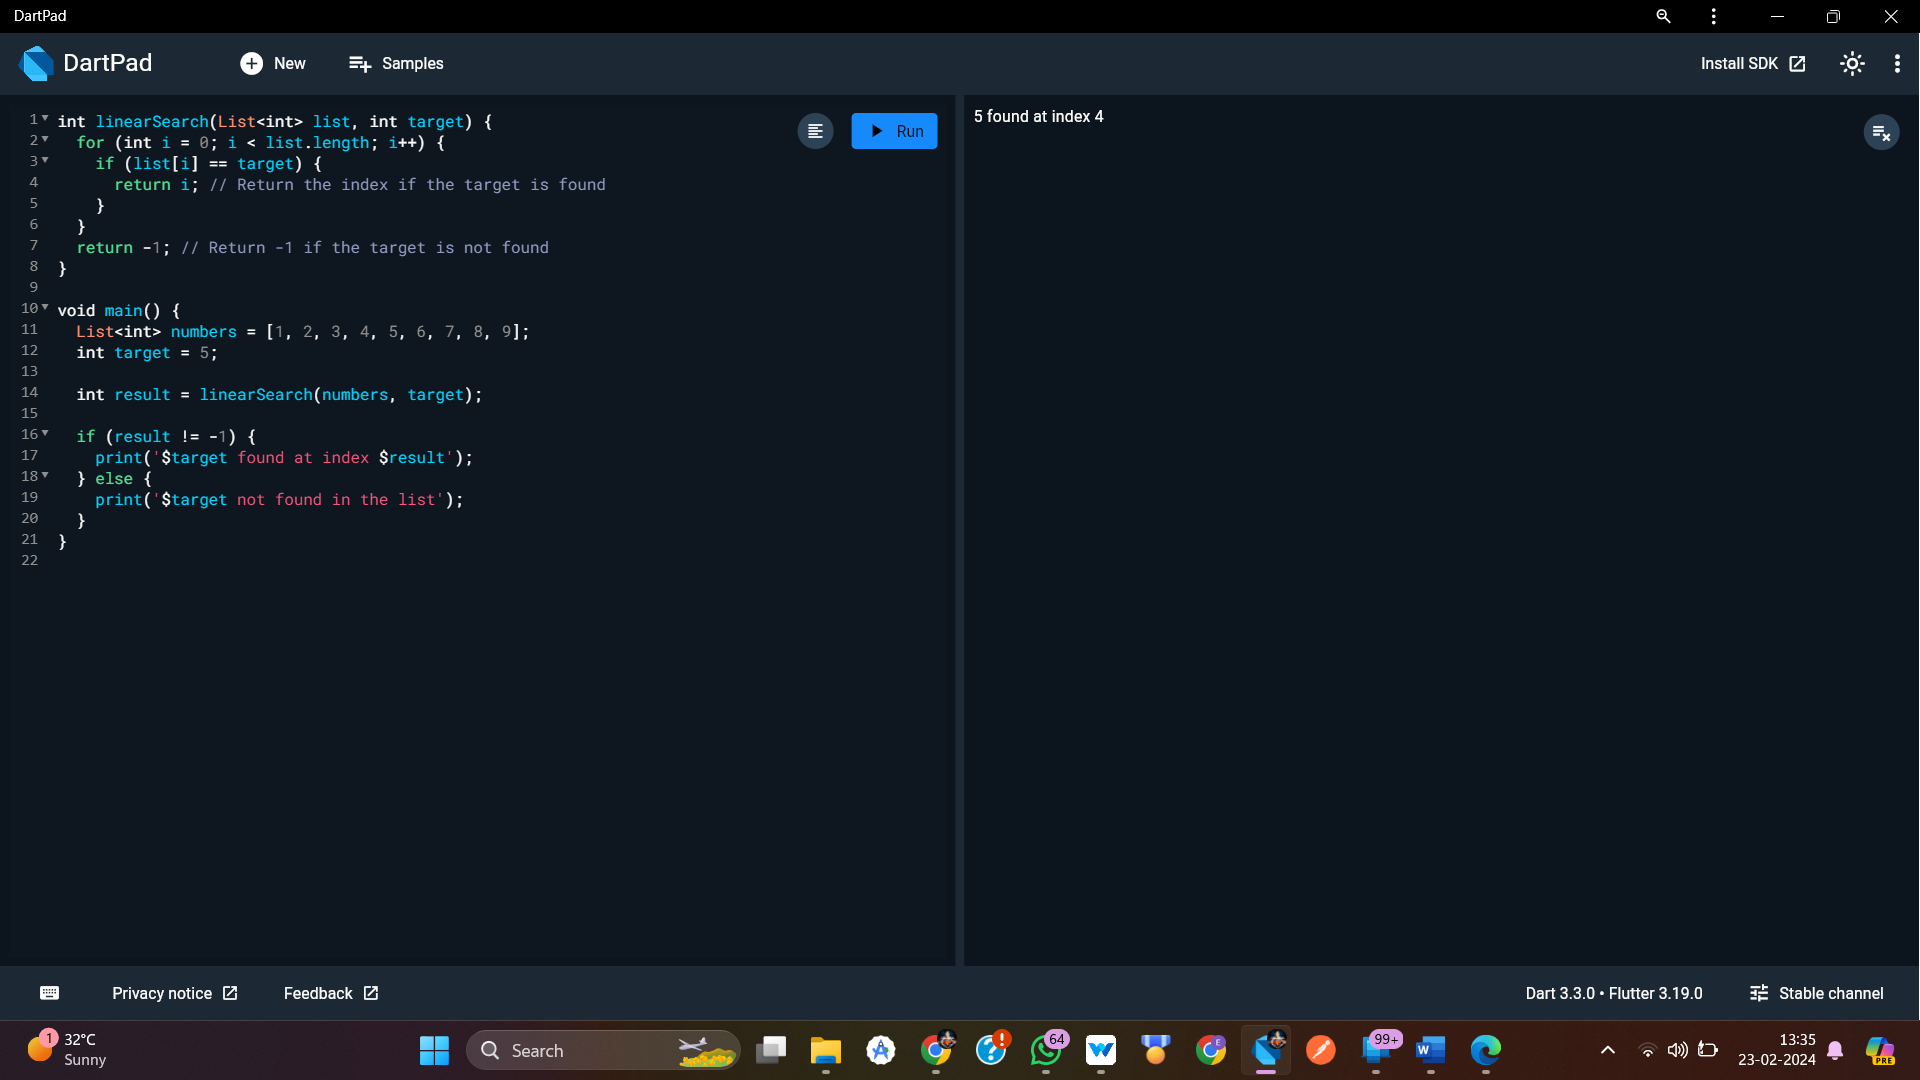 DartPad
DartPad
New
Samples
Install SDK
1 int linearSearch(List<int> list, int target) {
2   for (int i = 0; i < list.length; i++) {
3     if (list[i] == target) {
4       return i; // Return the index if the target is found
5     }
6   }
7   return -1; // Return -1 if the target is not found
8 }
9
10 void main() {
11   List<int> numbers = [1, 2, 3, 4, 5, 6, 7, 8, 9];
12   int target = 5;
13
14   int result = linearSearch(numbers, target);
15
16   if (result != -1) {
17     print('$target found at index $result');
18   } else {
19     print('$target not found in the list');
20   }
21 }
22
Run
5 found at index 4
Privacy notice
Feedback
Dart 3.3.0 • Flutter 3.19.0
Stable channel
1
32°C
Sunny
Search
64
W
E
99+
W
13:35
23-02-2024
PRE